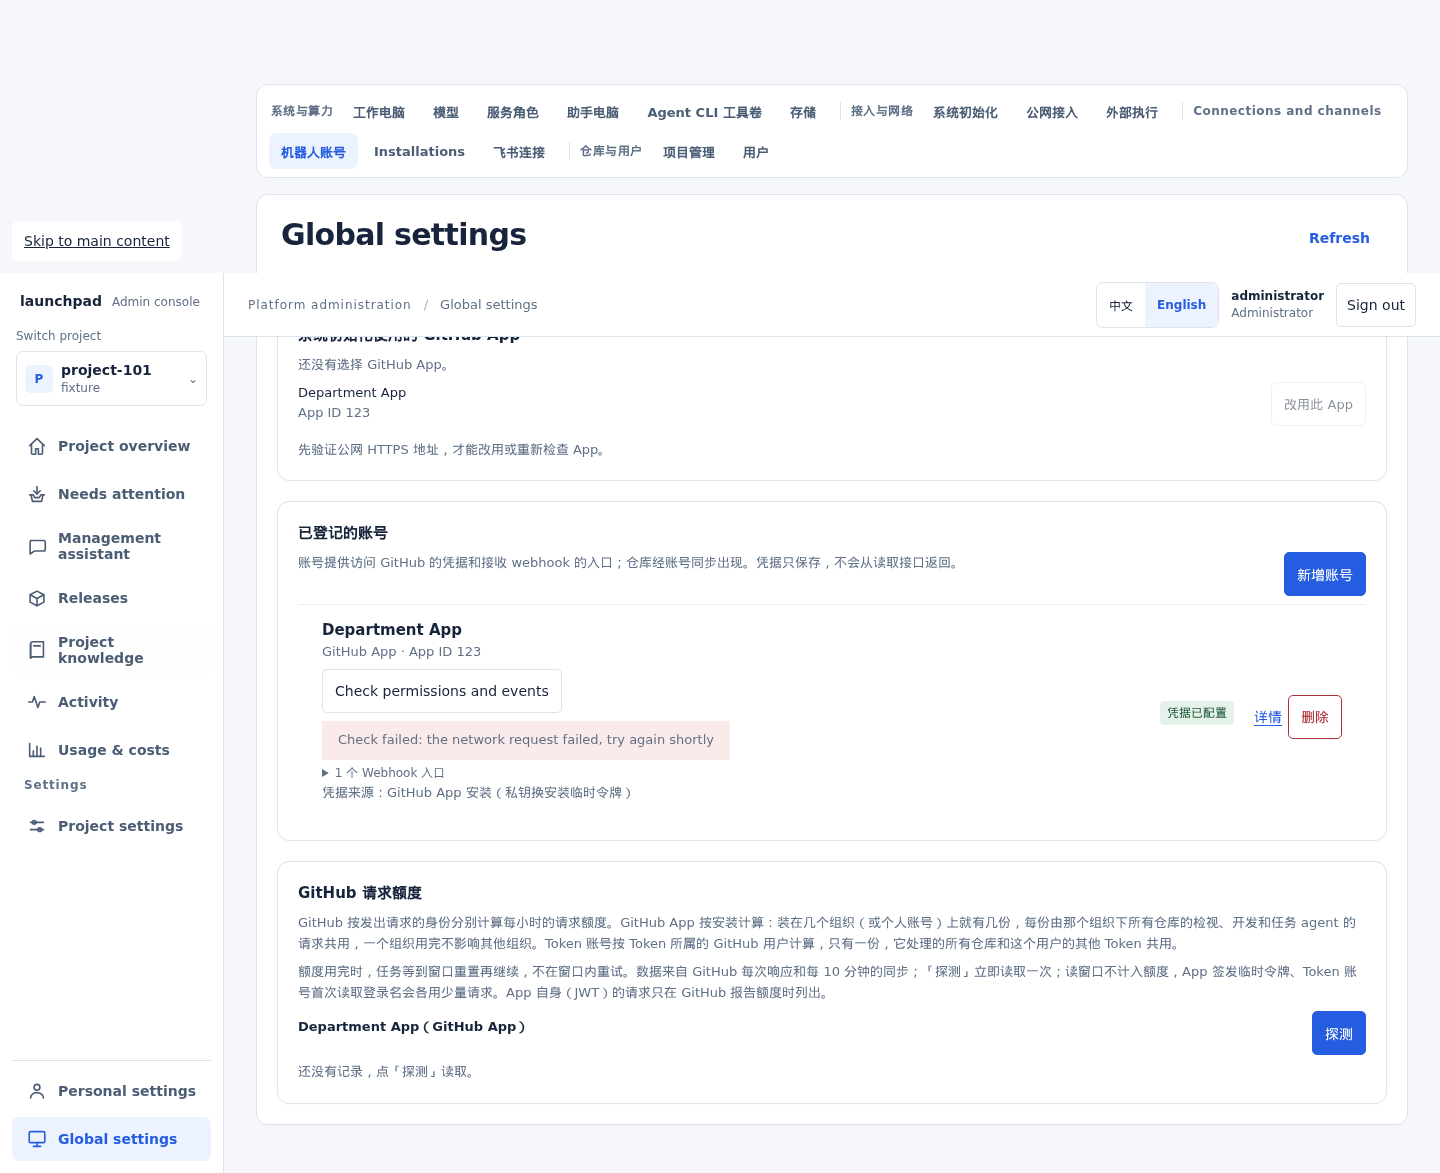 系统与算力 工作电脑 模型 服务角色 助手电脑 Agent CLI 工具卷 存储 接入与网络 系统初始化 公网接入 外部执行 Connections and channels
机器人账号 Installations 飞书连接 仓库与用户 项目管理 用户
Global settings
Refresh
Skip to main content
launchpad Admin console
Switch project
P
project-101
fixture
Project overview
Needs attention
Management
assistant
Releases
Project
knowledge
Activity
Usage & costs
Settings
Project settings
Personal settings
Global settings
Platform administration / Global settings
中文 English
administrator
Administrator
Sign out
系统初始化使用的 GitHub App
还没有选择 GitHub App。
Department App
App ID 123
改用此 App
先验证公网 HTTPS 地址，才能改用或重新检查 App。
已登记的账号
账号提供访问 GitHub 的凭据和接收 webhook 的入口；仓库经账号同步出现。凭据只保存，不会从读取接口返回。
新增账号
Department App
GitHub App · App ID 123
Check permissions and events
Check failed: the network request failed, try again shortly
1 个 Webhook 入口
凭据来源：GitHub App 安装（私钥换安装临时令牌）
凭据已配置
详情
删除
GitHub 请求额度
GitHub 按发出请求的身份分别计算每小时的请求额度。GitHub App 按安装计算：装在几个组织（或个人账号）上就有几份，每份由那个组织下所有仓库的检视、开发和任务 agent 的
请求共用，一个组织用完不影响其他组织。Token 账号按 Token 所属的 GitHub 用户计算，只有一份，它处理的所有仓库和这个用户的其他 Token 共用。
额度用完时，任务等到窗口重置再继续，不在窗口内重试。数据来自 GitHub 每次响应和每 10 分钟的同步；「探测」立即读取一次；读窗口不计入额度，App 签发临时令牌、Token 账
号首次读取登录名会各用少量请求。App 自身（JWT）的请求只在 GitHub 报告额度时列出。
Department App（GitHub App）
探测
还没有记录，点「探测」读取。